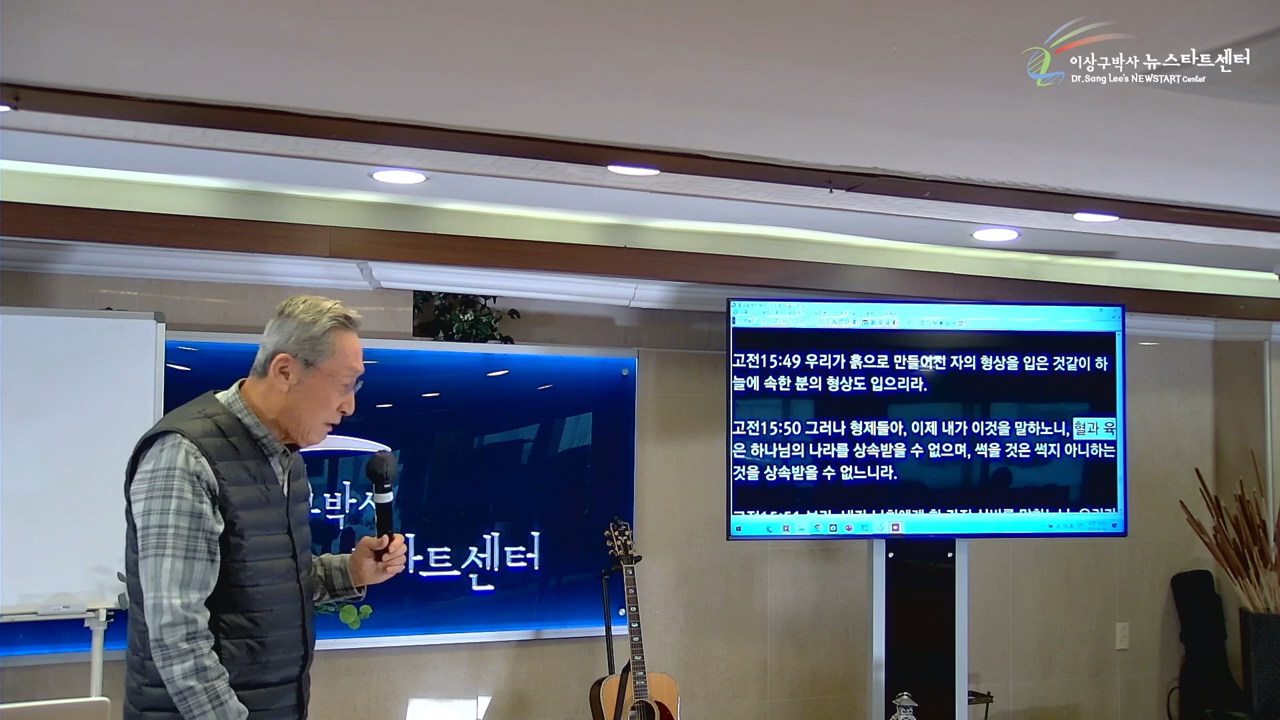 이상구박사 뉴스타트센터
Dr. Sang Lee's NEWSTART Center
고전15:49 우리가 흙으로 만들어진 자의 형상을 입은 것같이 하
늘에 속한 분의 형상도 입으리라.
고전15:50 그러나 형제들아, 이제 내가 이것을 말하노니, 혈과 육
은 하나님의 나라를 상속받을 수 없으며, 썩을 것은 썩지 아니하는
것을 상속받을 수 없느니라.
박사
타트센터